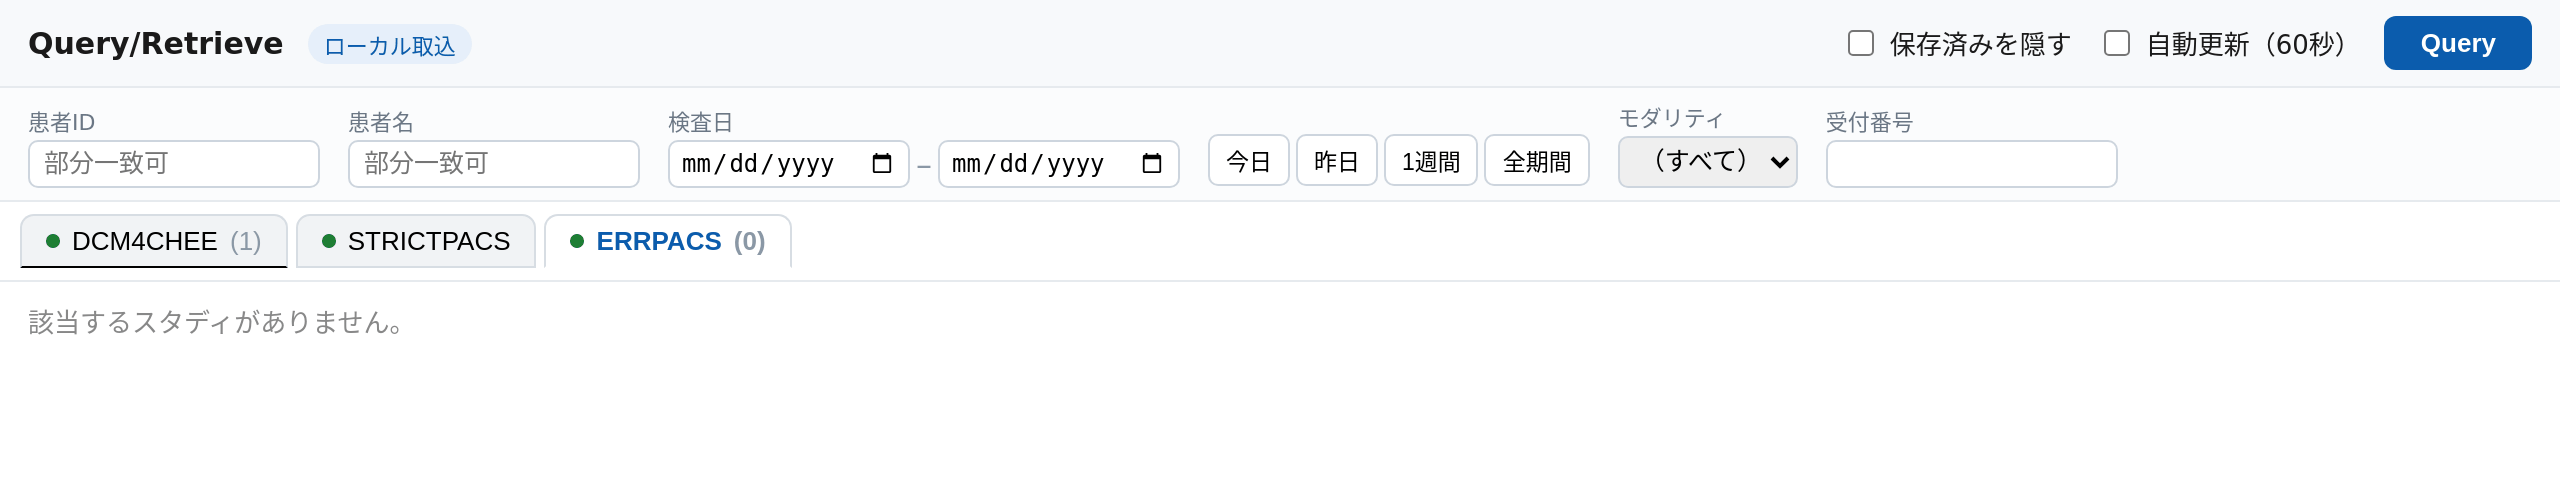 Query/Retrieve ローカル取込 保存済みを隠す 自動更新（60秒） Query
患者ID 患者名 検査日 モダリティ 受付番号
部分一致可 部分一致可 mm/dd/yyyy – mm/dd/yyyy 今日 昨日 1週間 全期間 （すべて）
DCM4CHEE (1) STRICTPACS ERRPACS (0)
該当するスタディがありません。